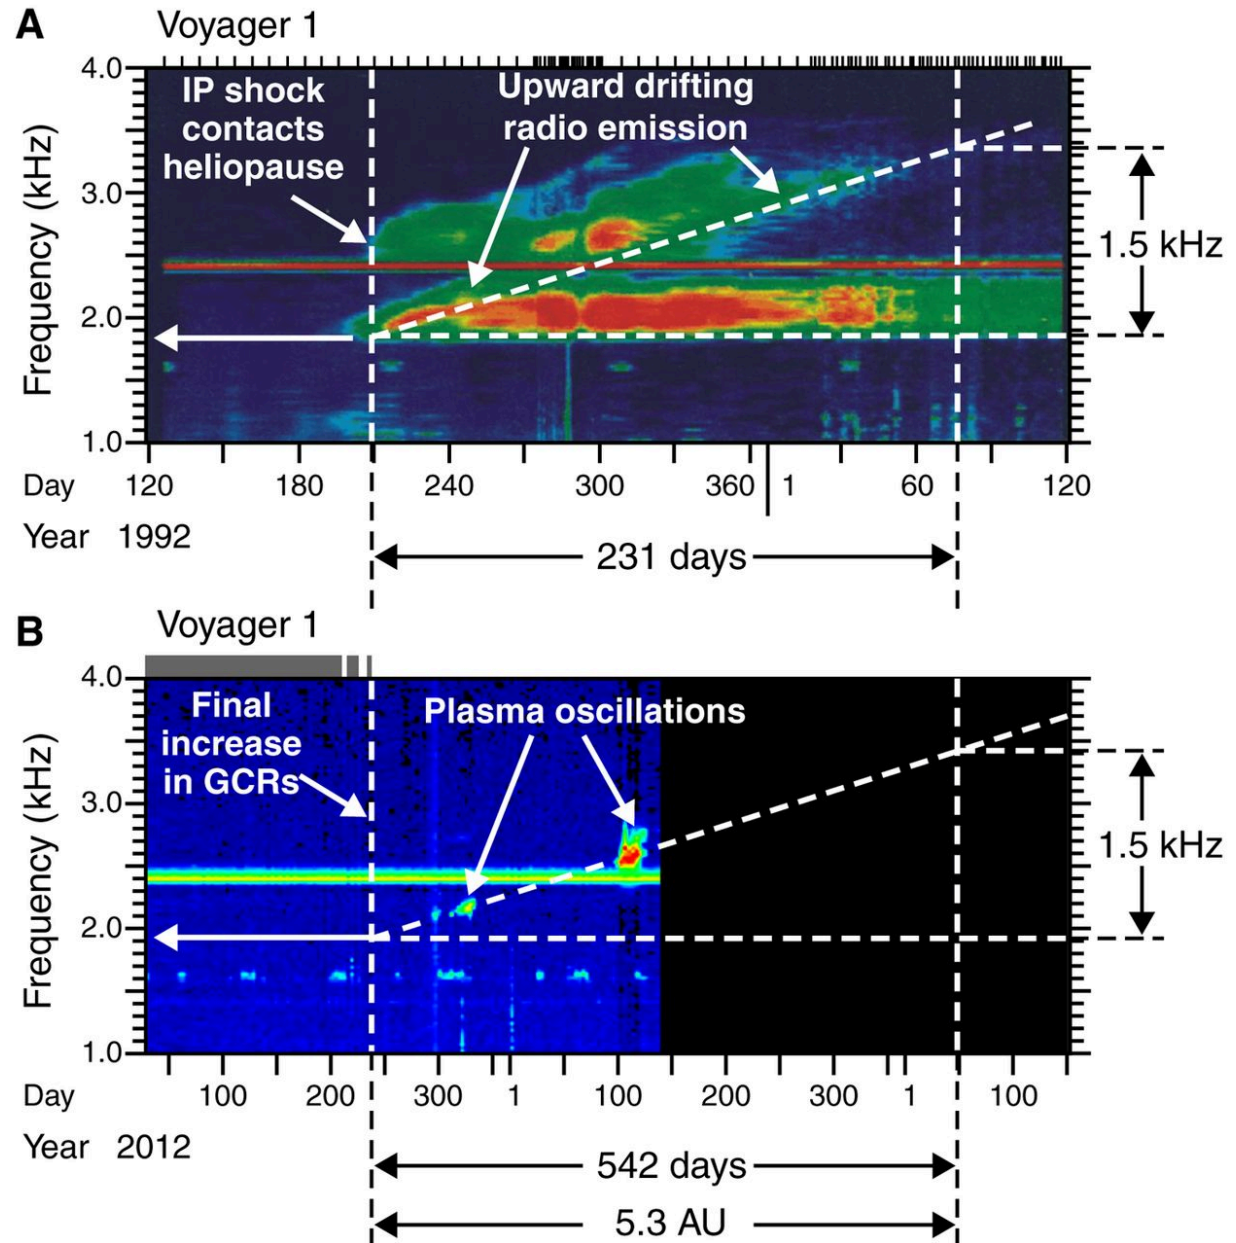 A
Voyager 1
4.0
3.0
2.0
1.0
Frequency (kHz)
IP shock
contacts
heliopause
Upward drifting
radio emission
1.5 kHz
Day 120 180 240 300 360 1 60 120
Year 1992
231 days
B
Voyager 1
4.0
3.0
2.0
1.0
Frequency (kHz)
Final
increase
in GCRs
Plasma oscillations
1.5 kHz
Day 100 200 300 1 100 200 300 1 100
Year 2012
542 days
5.3 AU